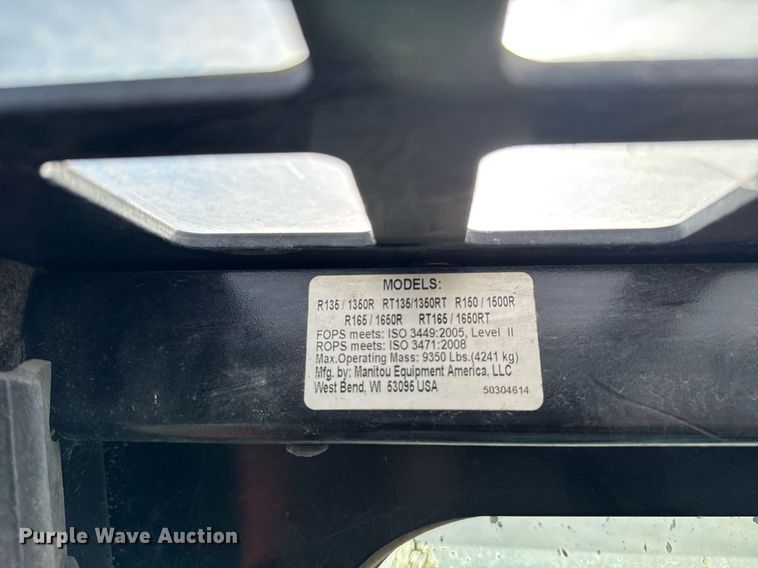 MODELS:
R135 / 1350R RT135/1350RT R150 / 1500R
R165 / 1650R RT165 / 1650RT
FOPS meets: ISO 3449:2005, Level II
ROPS meets: ISO 3471:2008
Max.Operating Mass: 9350 Lbs.(4241 kg)
Mfg. by: Manitou Equipment America, LLC
West Bend, WI 53095 USA 50304614
Purple Wave Auction